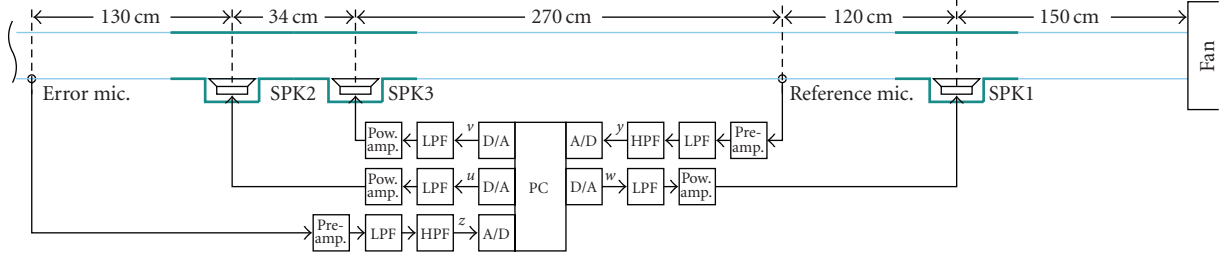 130 cm
34 cm
270 cm
120 cm
150 cm
Fan
Error mic.
SPK2
SPK3
Reference mic.
SPK1
Pow.
amp.
LPF
v
D/A
A/D
y
HPF
LPF
Pre-
amp.
Pow.
amp.
LPF
u
D/A
PC
D/A
w
LPF
Pow.
amp.
Pre-
amp.
LPF
HPF
z
A/D